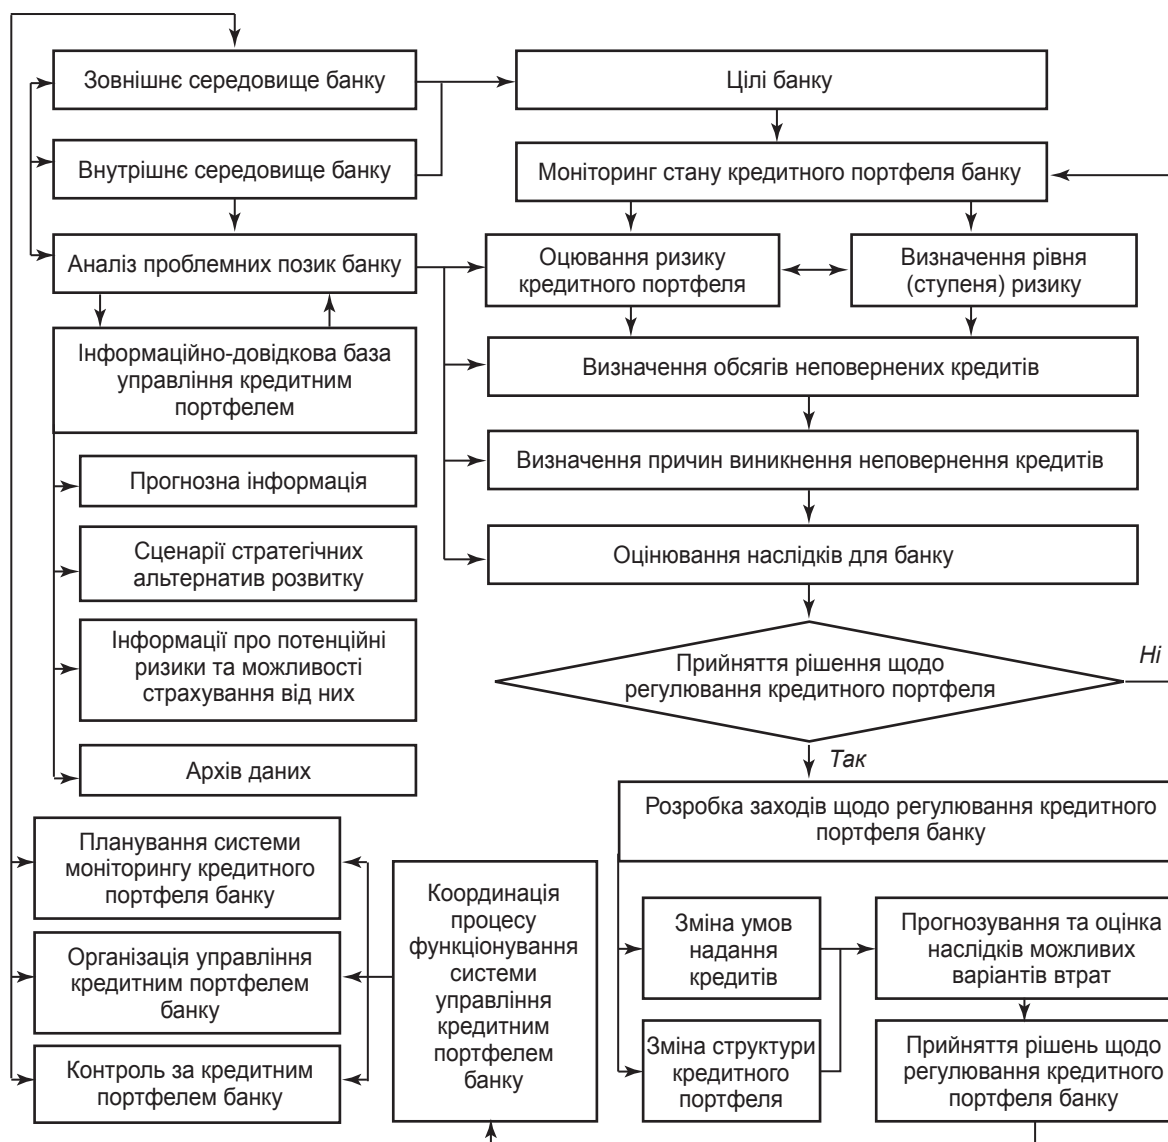 Зовнішнє середовище банку
Цілі банку
Внутрішнє середовище банку
Моніторинг стану кредитного портфеля банку
Аналіз проблемних позик банку
Оцювання ризику
кредитного портфеля
Визначення рівня
(ступеня) ризику
Інформаційно-довідкова база
управління кредитним
портфелем
Визначення обсягів неповернених кредитів
Визначення причин виникнення неповернення кредитів
Прогнозна інформація
Сценарії стратегічних
альтернатив розвитку
Оцінювання наслідків для банку
Інформації про потенційні
ризики та можливості
страхування від них
Прийняття рішення щодо
регулювання кредитного портфеля
Ні
Архів даних
Так
Розробка заходів щодо регулювання кредитного
портфеля банку
Планування системи
моніторингу кредитного
портфеля банку
Організація управління
кредитним портфелем
банку
Контроль за кредитним
портфелем банку
Координація
процесу
функціонування
системи
управління
кредитним
портфелем
банку
Зміна умов
надання
кредитів
Прогнозування та оцінка
наслідків можливих
варіантів втрат
Зміна структури
кредитного
портфеля
Прийняття рішень щодо
регулювання кредитного
портфеля банку